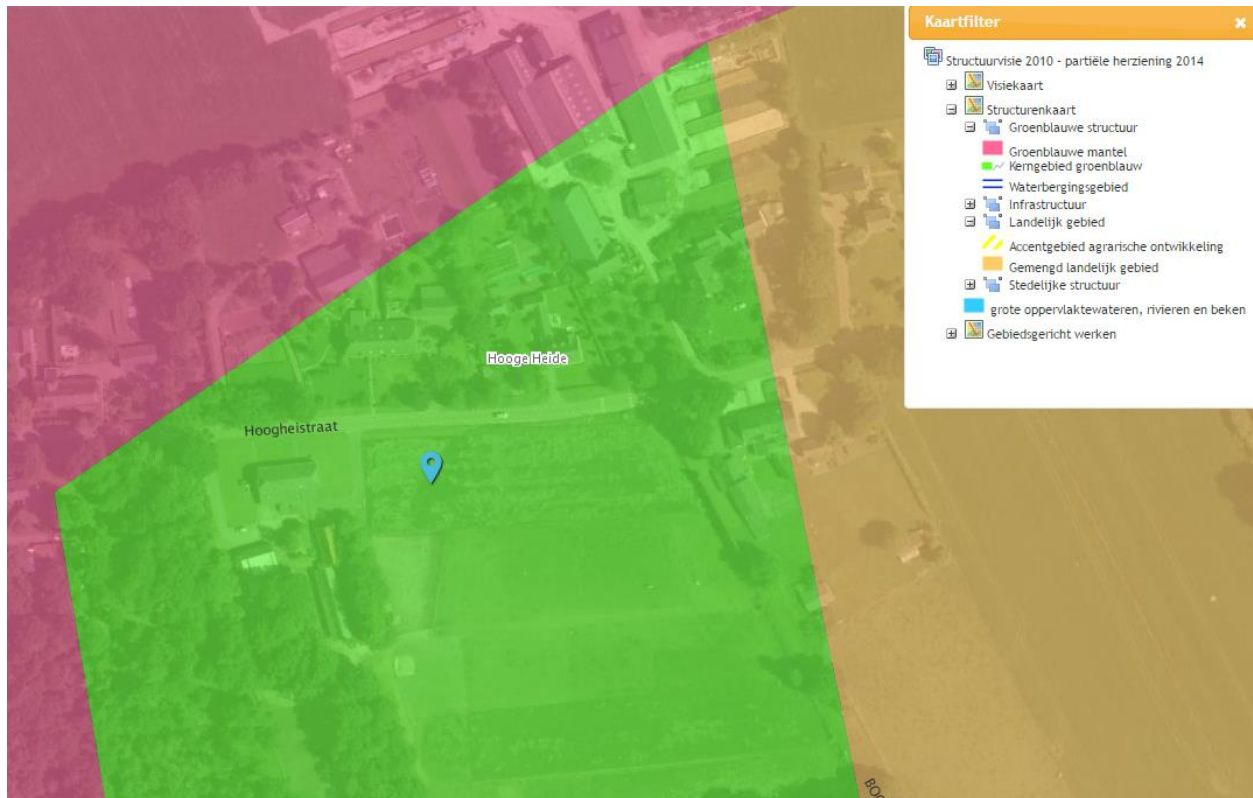 Kaartfilter
Structuurvisie 2010 - partiële herziening 2014
Visiekaart
Structurenkaart
Groenblauwe structuur
Groenblauwe mantel
Kerngebied groenblauw
Waterbergingsgebied
Infrastructuur
Landelijk gebied
Accentgebied agrarische ontwikkeling
Gemengd landelijk gebied
Stedelijke structuur
grote oppervlaktewateren, rivieren en beken
Gebiedsgericht werken
Hooge Heide
Hoogheistraat